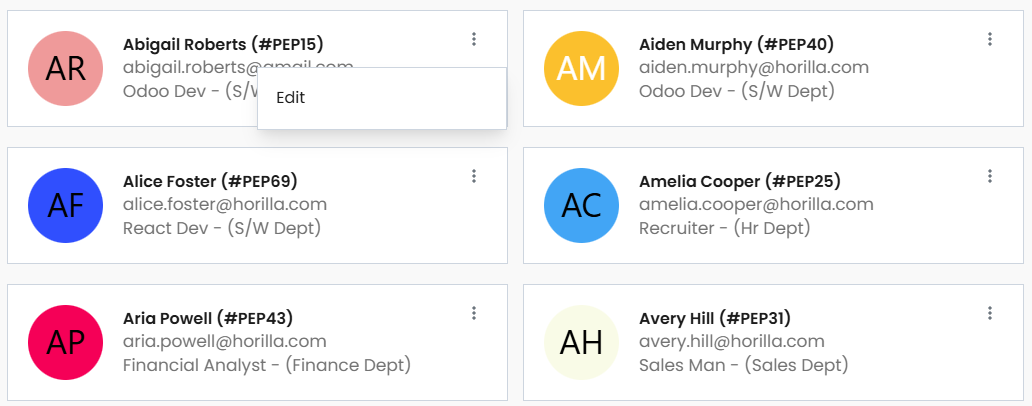 AR
Abigail Roberts (#PEP15)
abigail.roberts@gmail.com
Odoo Dev - (S/W
Edit
AM
Aiden Murphy (#PEP40)
aiden.murphy@horilla.com
Odoo Dev - (S/W Dept)
AF
Alice Foster (#PEP69)
alice.foster@horilla.com
React Dev - (S/W Dept)
AC
Amelia Cooper (#PEP25)
amelia.cooper@horilla.com
Recruiter - (Hr Dept)
AP
Aria Powell (#PEP43)
aria.powell@horilla.com
Financial Analyst - (Finance Dept)
AH
Avery Hill (#PEP31)
avery.hill@horilla.com
Sales Man - (Sales Dept)